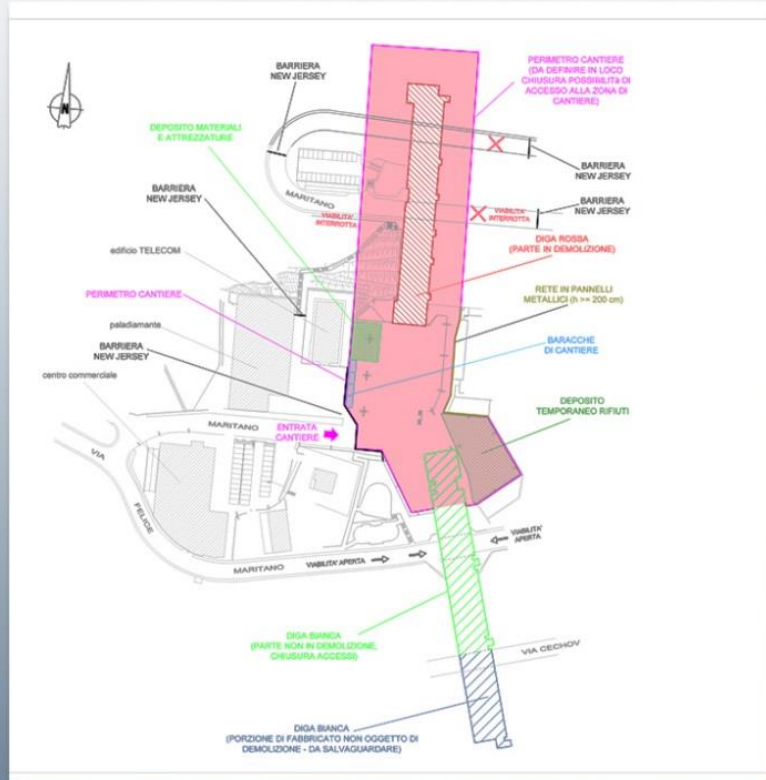 N
BARRIERA
NEW JERSEY
PERIMETRO CANTIERE
(DA DEFINIRE IN LOCO
CHIUSURA POSSIBILITà DI
ACCESSO ALLA ZONA DI
CANTIERE)
DEPOSITO MATERIALI
E ATTREZZATURE
BARRIERA
NEW JERSEY
BARRIERA
NEW JERSEY
MARITANO
BARRIERA
NEW JERSEY
VIABILITA'
INTERROTTA
VIABILITA'
INTERROTTA
DIGA ROSSA
(PARTE IN DEMOLIZIONE)
edificio TELECOM
RETE IN PANNELLI
METALLICI (h >= 200 cm)
PERIMETRO CANTIERE
paladiamante
BARRIERA
NEW JERSEY
BARACCHE
DI CANTIERE
centro commerciale
DEPOSITO
TEMPORANEO RIFIUTI
MARITANO
ENTRATA
CANTIERE
VIA
FELICE
MARITANO
VIABILITA' APERTA
VIABILITA'
APERTA
DIGA BIANCA
(PARTE NON IN DEMOLIZIONE,
CHIUSURA ACCESSI)
VIA CECHOV
DIGA BIANCA
(PORZIONE DI FABBRICATO NON OGGETTO DI
DEMOLIZIONE - DA SALVAGUARDARE)